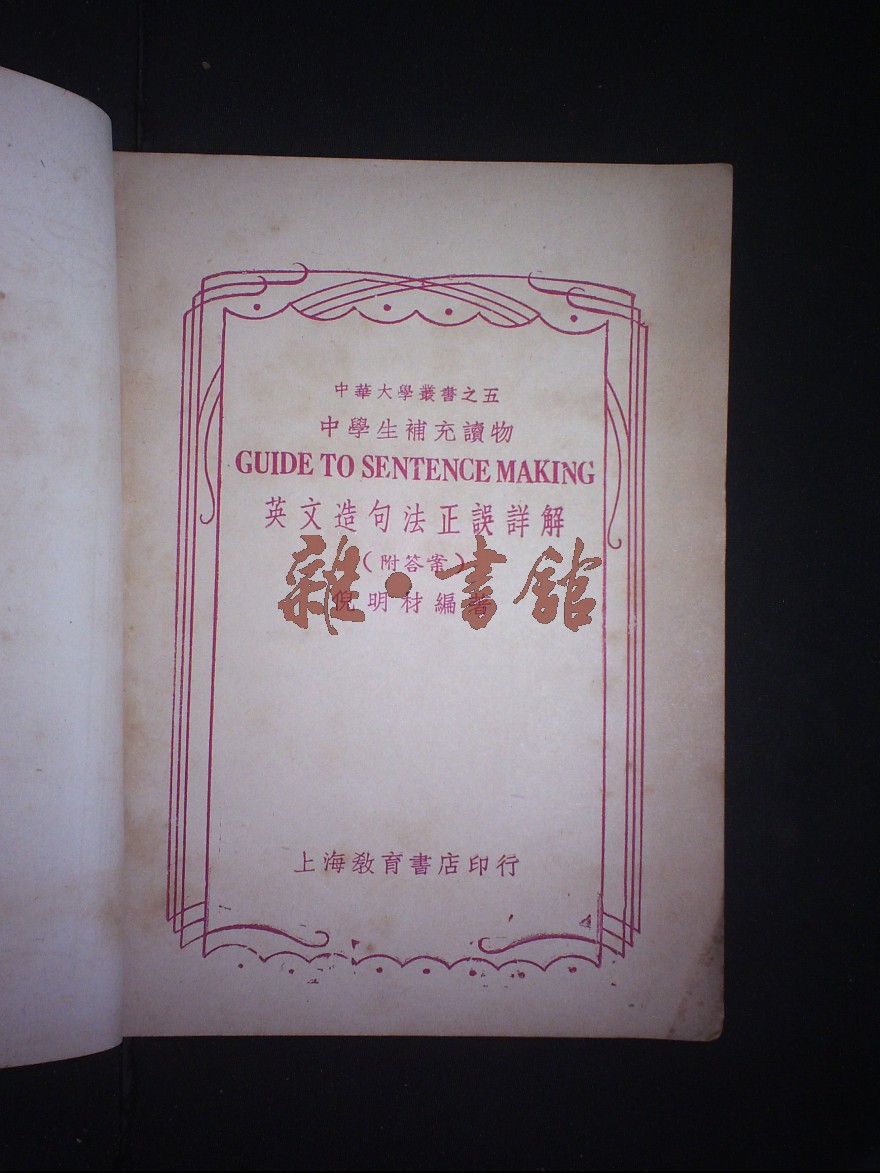 中華大學叢書之五
中學生補充讀物
GUIDE TO SENTENCE MAKING
英文造句法正誤詳解
（附答案）
雜·書館
倪明材編著
上海教育書店印行